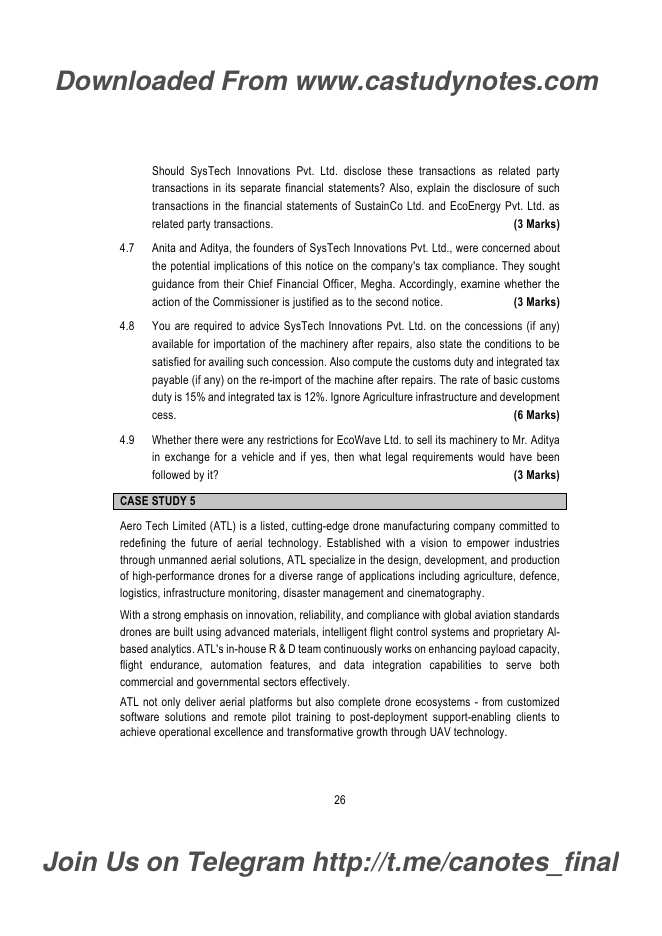 Downloaded From www.castudynotes.com
Should SysTech Innovations Pvt. Ltd. disclose these transactions as related party
transactions in its separate financial statements? Also, explain the disclosure of such
transactions in the financial statements of SustainCo Ltd. and EcoEnergy Pvt. Ltd. as
related party transactions. (3 Marks)
4.7 Anita and Aditya, the founders of SysTech Innovations Pvt. Ltd., were concerned about
the potential implications of this notice on the company's tax compliance. They sought
guidance from their Chief Financial Officer, Megha. Accordingly, examine whether the
action of the Commissioner is justified as to the second notice. (3 Marks)
4.8 You are required to advice SysTech Innovations Pvt. Ltd. on the concessions (if any)
available for importation of the machinery after repairs, also state the conditions to be
satisfied for availing such concession. Also compute the customs duty and integrated tax
payable (if any) on the re-import of the machine after repairs. The rate of basic customs
duty is 15% and integrated tax is 12%. Ignore Agriculture infrastructure and development
cess. (6 Marks)
4.9 Whether there were any restrictions for EcoWave Ltd. to sell its machinery to Mr. Aditya
in exchange for a vehicle and if yes, then what legal requirements would have been
followed by it? (3 Marks)
CASE STUDY 5
Aero Tech Limited (ATL) is a listed, cutting-edge drone manufacturing company committed to
redefining the future of aerial technology. Established with a vision to empower industries
through unmanned aerial solutions, ATL specialize in the design, development, and production
of high-performance drones for a diverse range of applications including agriculture, defence,
logistics, infrastructure monitoring, disaster management and cinematography.
With a strong emphasis on innovation, reliability, and compliance with global aviation standards
drones are built using advanced materials, intelligent flight control systems and proprietary AI-
based analytics. ATL's in-house R & D team continuously works on enhancing payload capacity,
flight endurance, automation features, and data integration capabilities to serve both
commercial and governmental sectors effectively.
ATL not only deliver aerial platforms but also complete drone ecosystems - from customized
software solutions and remote pilot training to post-deployment support-enabling clients to
achieve operational excellence and transformative growth through UAV technology.
26
Join Us on Telegram http://t.me/canotes_final